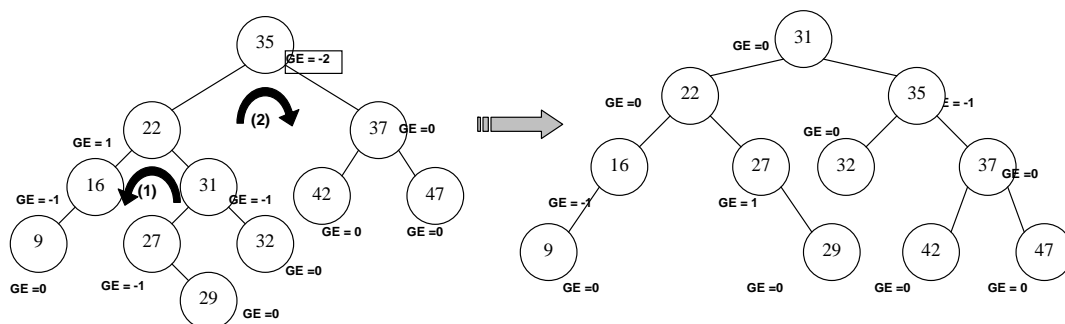 35
GE = -2
31
GE =0
22
GE =0
35
GE = -1
22
(2)
37
GE =0
GE = 1
GE =0
16
(1)
31
42
47
16
27
32
37
GE =0
GE = -1
GE = -1
GE = -1
GE = 1
9
27
32
GE = 0
GE =0
9
29
42
47
GE =0
GE = -1
GE =0
GE =0
GE =0
GE =0
GE = 0
29
GE =0